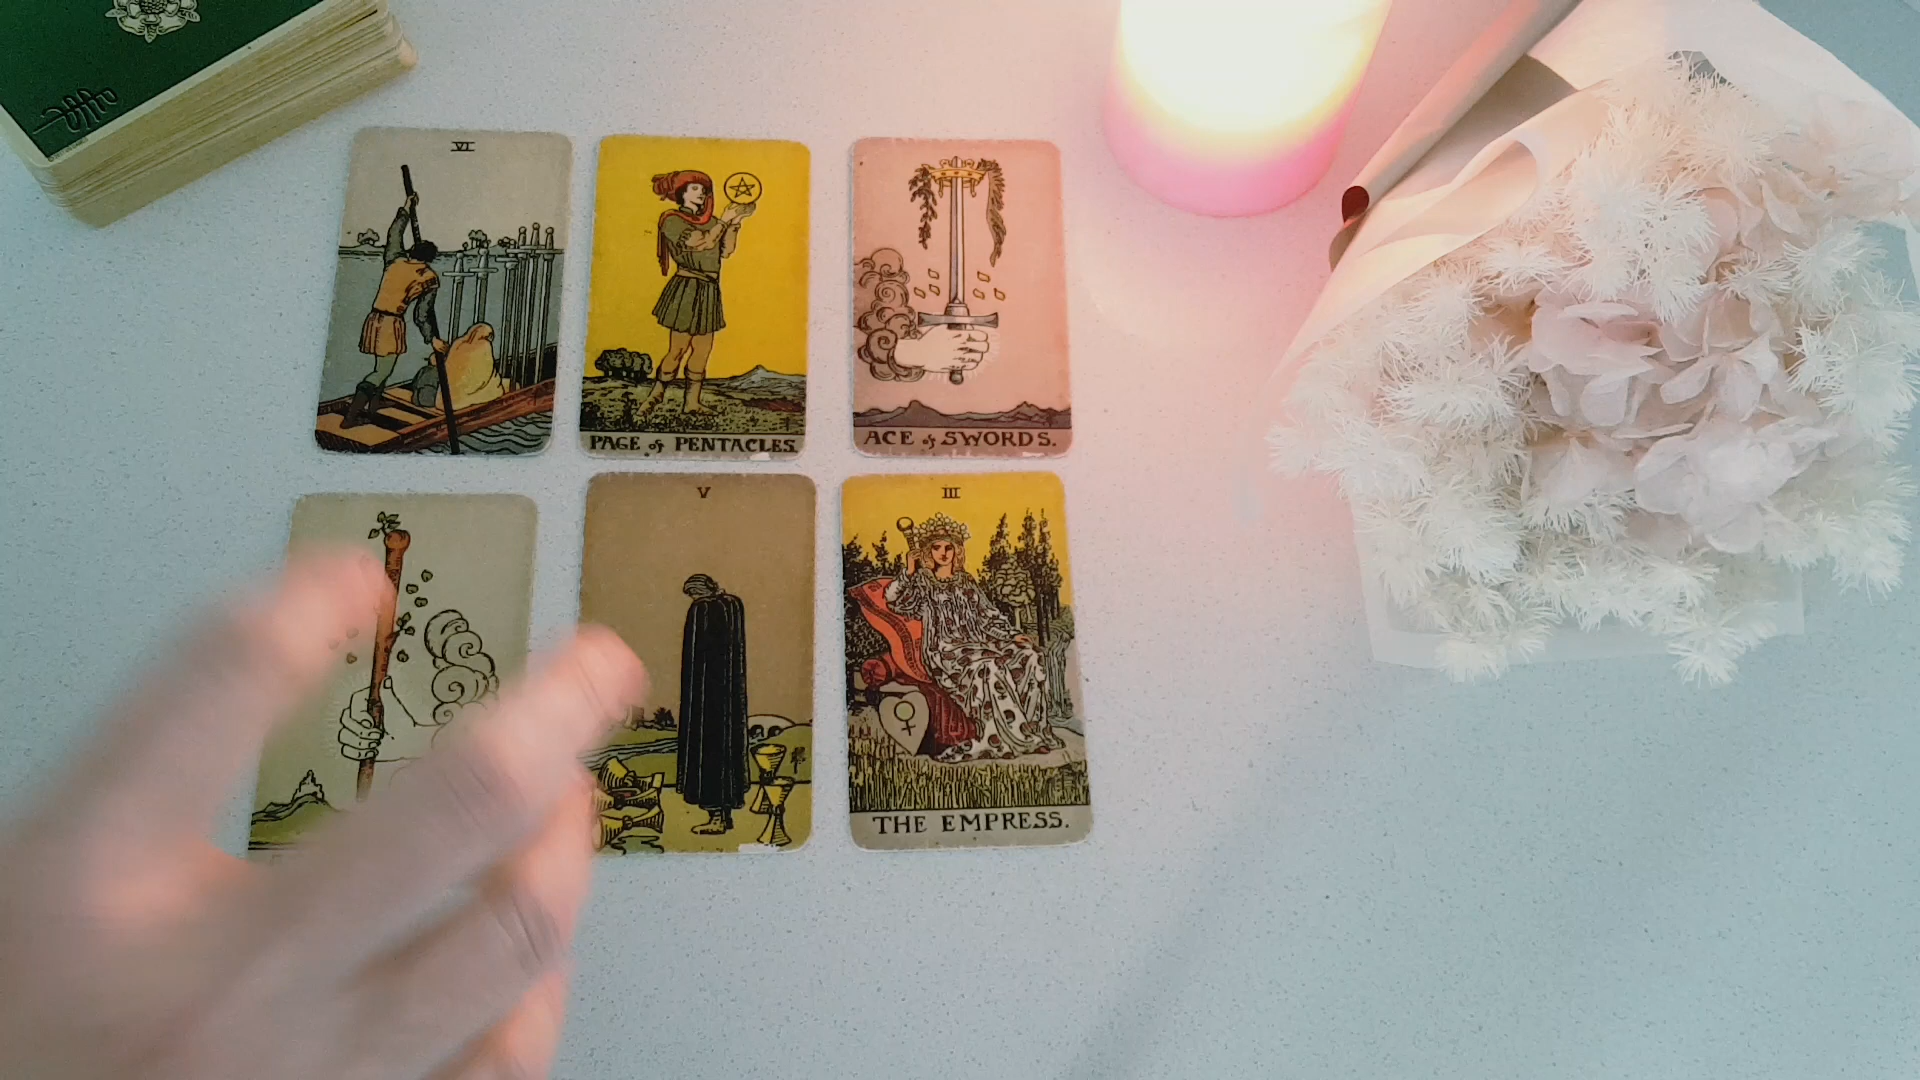 VI
PAGE of PENTACLES.
ACE of SWORDS.
V
III
THE EMPRESS.